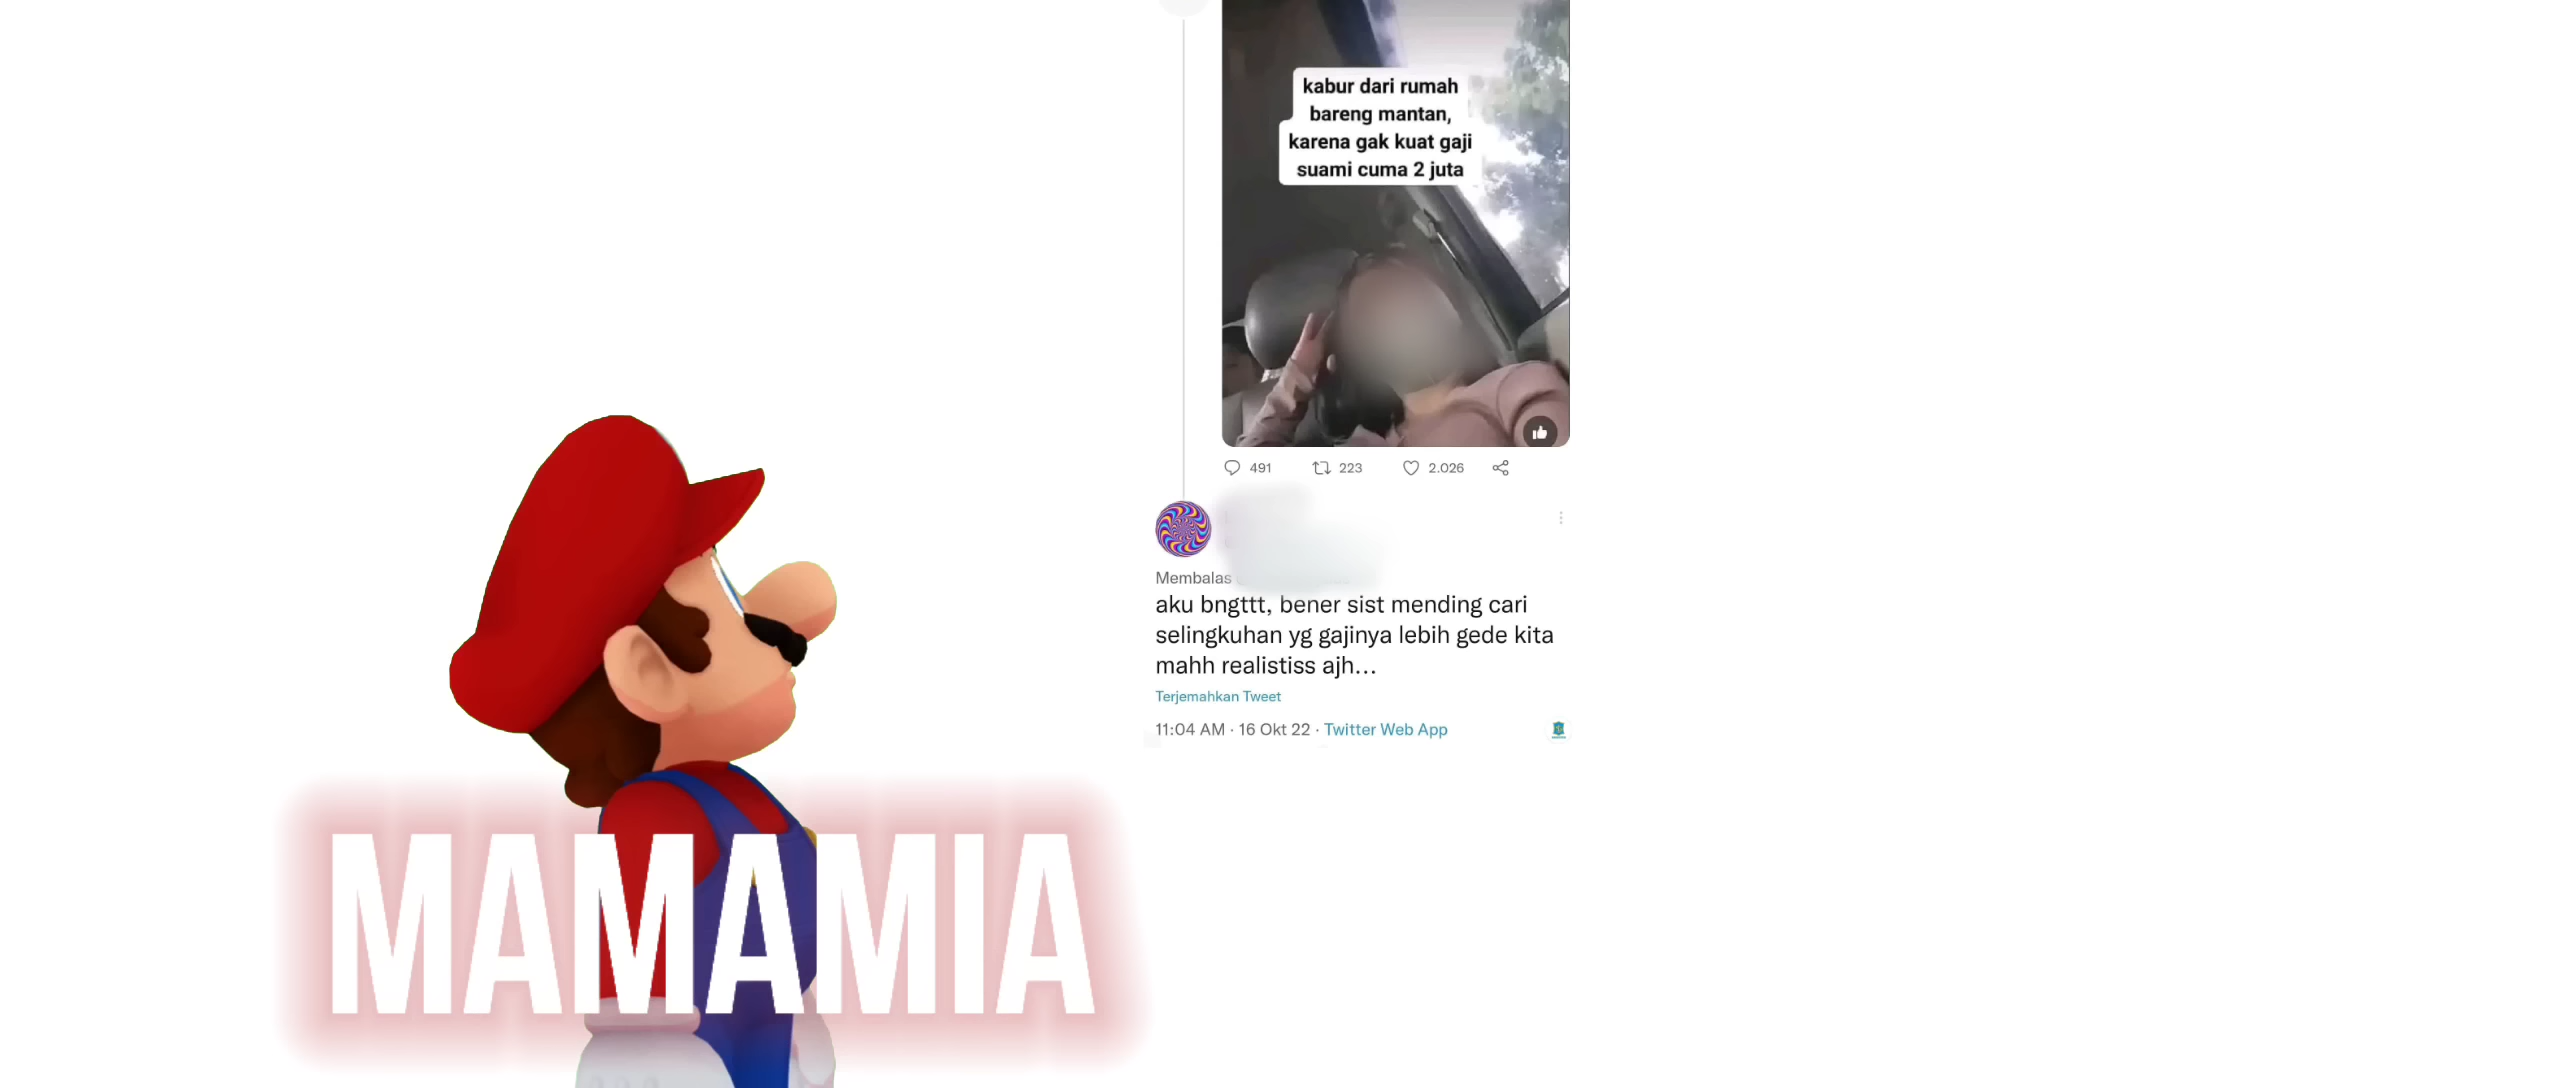 kabur dari rumah
bareng mantan,
karena gak kuat gaji
suami cuma 2 juta
491 223 2.026
Membalas
aku bngttt, bener sist mending cari
selingkuhan yg gajinya lebih gede kita
mahh realistiss ajh...
Terjemahkan Tweet
11:04 AM · 16 Okt 22 · Twitter Web App
MAMAMIA